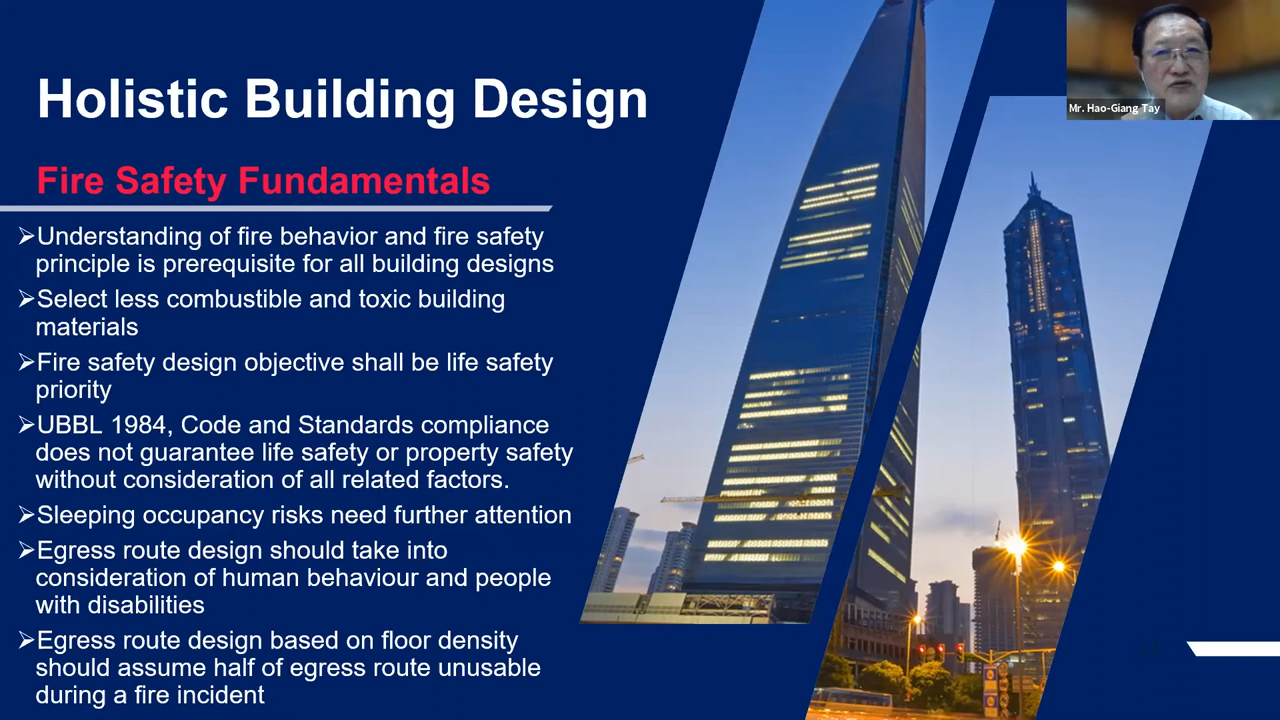 Holistic Building Design
Mr. Hao-Giang Tay
Fire Safety Fundamentals
➢Understanding of fire behavior and fire safety
principle is prerequisite for all building designs
➢Select less combustible and toxic building
materials
➢Fire safety design objective shall be life safety
priority
➢UBBL 1984, Code and Standards compliance
does not guarantee life safety or property safety
without consideration of all related factors.
➢Sleeping occupancy risks need further attention
➢Egress route design should take into
consideration of human behaviour and people
with disabilities
➢Egress route design based on floor density
should assume half of egress route unusable
during a fire incident